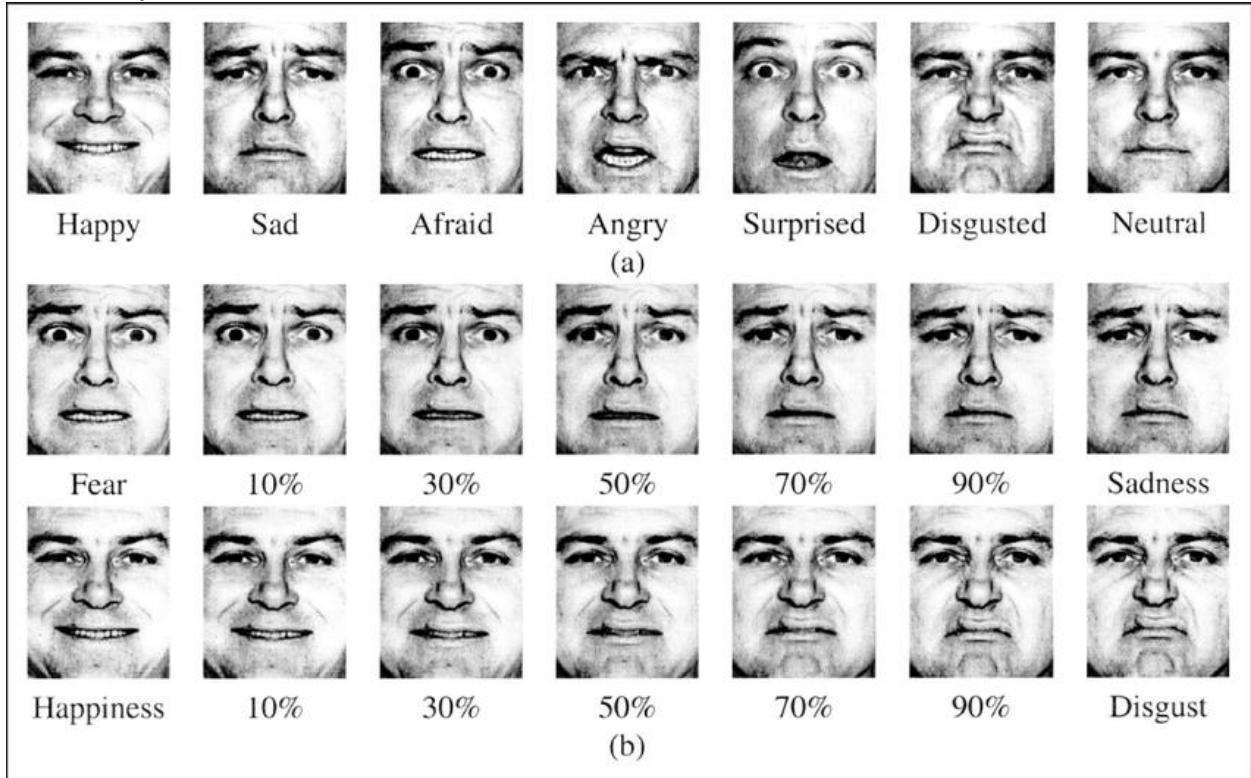 Happy Sad Afraid Angry Surprised Disgusted Neutral
(a)
Fear 10% 30% 50% 70% 90% Sadness
Happiness 10% 30% 50% 70% 90% Disgust
(b)